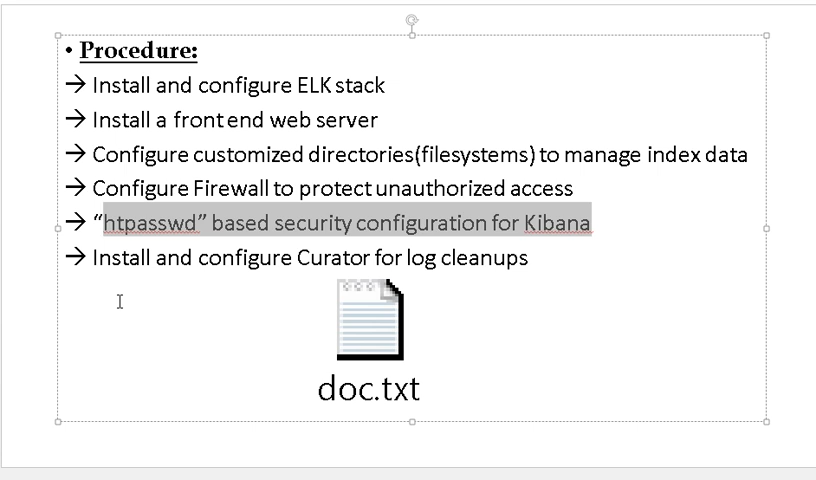 • Procedure:
→ Install and configure ELK stack
→ Install a front end web server
→ Configure customized directories(filesystems) to manage index data
→ Configure Firewall to protect unauthorized access
→ “htpasswd” based security configuration for Kibana
→ Install and configure Curator for log cleanups
doc.txt